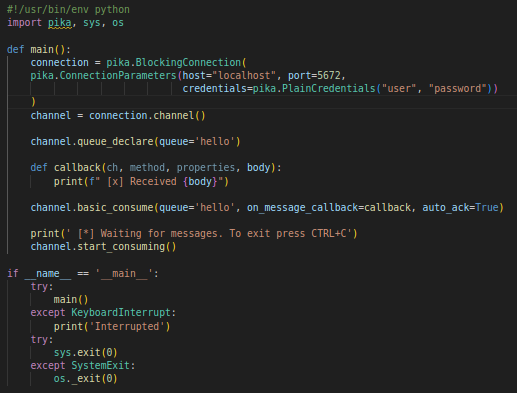 #!/usr/bin/env python
import pika, sys, os

def main():
    connection = pika.BlockingConnection(
    pika.ConnectionParameters(host="localhost", port=5672,
                              credentials=pika.PlainCredentials("user", "password"))
    )
    channel = connection.channel()

    channel.queue_declare(queue='hello')

    def callback(ch, method, properties, body):
        print(f" [x] Received {body}")

    channel.basic_consume(queue='hello', on_message_callback=callback, auto_ack=True)

    print(' [*] Waiting for messages. To exit press CTRL+C')
    channel.start_consuming()

if __name__ == '__main__':
    try:
        main()
    except KeyboardInterrupt:
        print('Interrupted')
    try:
        sys.exit(0)
    except SystemExit:
        os._exit(0)